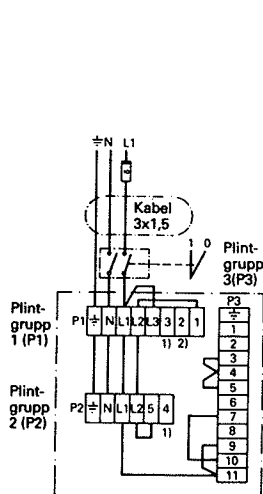 ⏚ N L1
Kabel
3x1,5
1 0
Plint-
grupp
3(P3)
Plint-
grupp
1 (P1)
P1 ⏚ N L1 L2 L3 3 2 1
1) 2)
Plint-
grupp
2 (P2)
P2 ⏚ N L1 L2 5 4
1)
P3
⏚
1
2
3
4
5
6
7
8
9
10
11